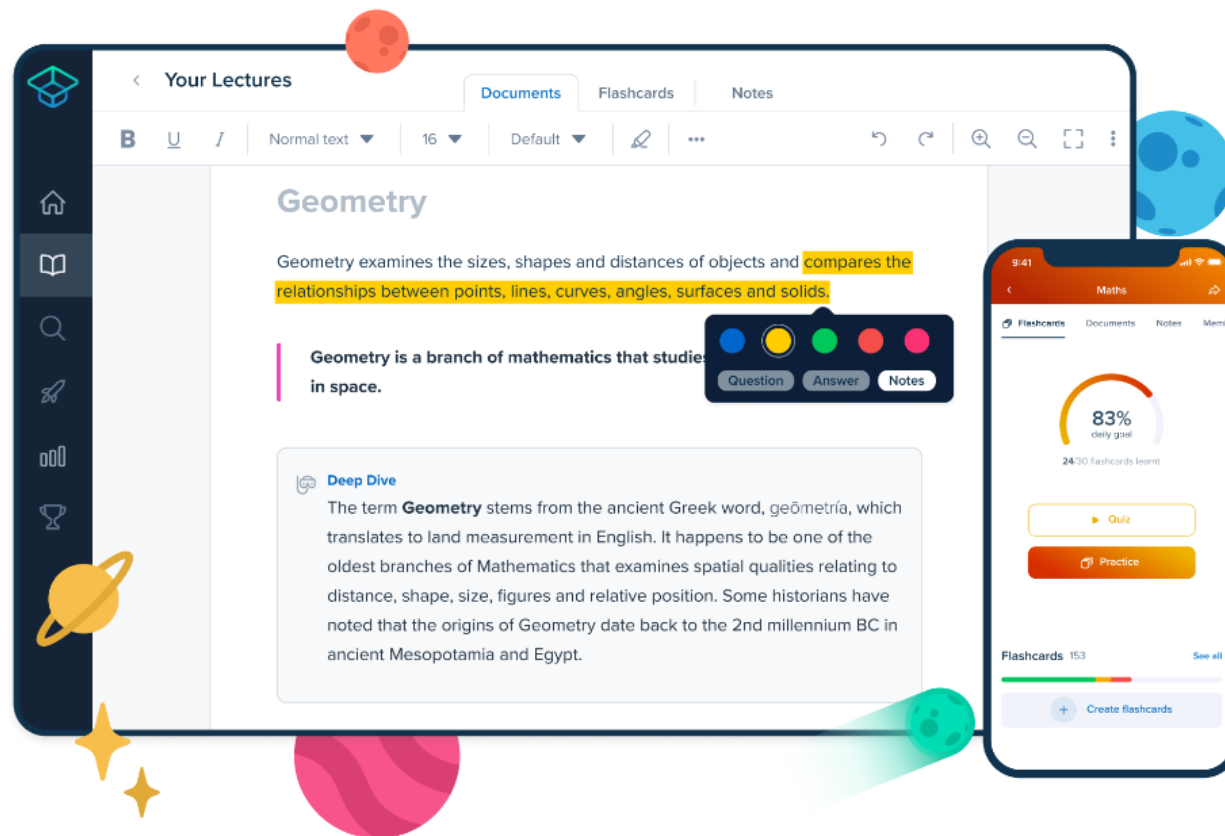 Your Lectures
Documents
Flashcards
Notes
B U I Normal text 16 Default
Geometry
Geometry examines the sizes, shapes and distances of objects and compares the
relationships between points, lines, curves, angles, surfaces and solids.
Question Answer Notes
Geometry is a branch of mathematics that studies
in space.
Deep Dive
The term Geometry stems from the ancient Greek word, geōmetría, which
translates to land measurement in English. It happens to be one of the
oldest branches of Mathematics that examines spatial qualities relating to
distance, shape, size, figures and relative position. Some historians have
noted that the origins of Geometry date back to the 2nd millennium BC in
ancient Mesopotamia and Egypt.
9:41
Maths
Flashcards Documents Notes Mem
83%
daily goal
24/30 flashcards learnt
Quiz
Practice
Flashcards 153 See all
+ Create flashcards